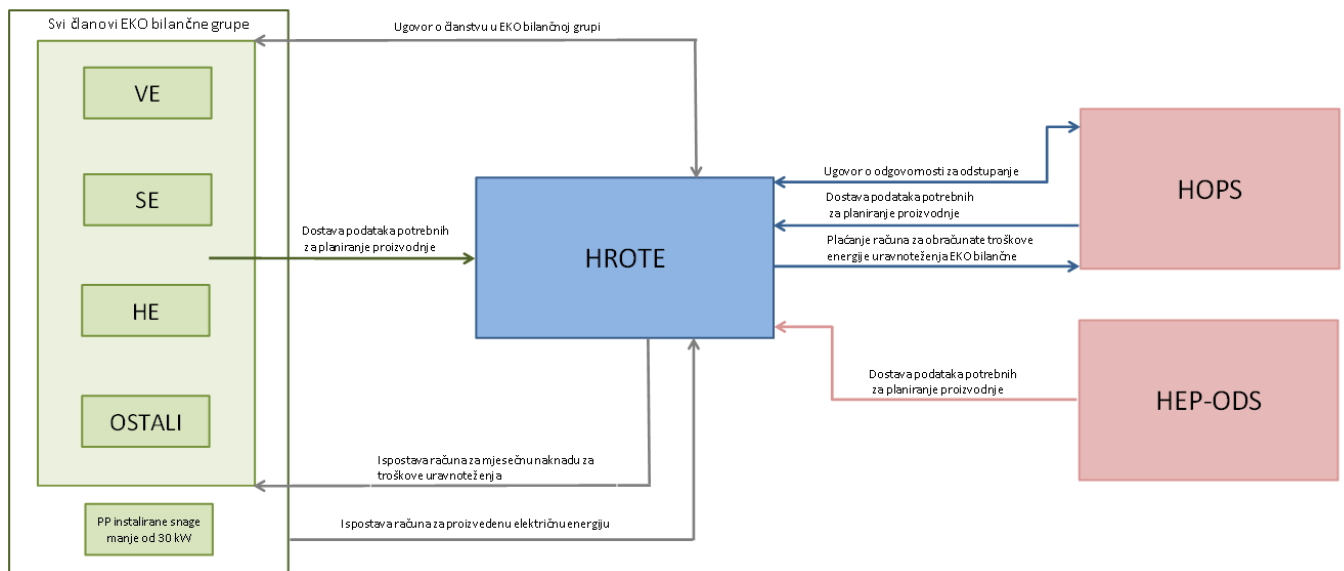 Svi članovi EKO bilančne grupe
Ugovor o članstvu u EKO bilančnoj grupi
VE
SE
HE
OSTALI
PP instalirane snage
manje od 30 kW
Dostava podataka potrebnih
za planiranje proizvodnje
HROTE
Ugovor o odgovornosti za odstupanje
Dostava podataka potrebnih
za planiranje proizvodnje
Plaćanje računa za obračunate troškove
energije uravnoteženja EKO bilančne
HOPS
Dostava podataka potrebnih
za planiranje proizvodnje
HEP-ODS
Ispostava računa za mjesečnu naknadu za
troškove uravnoteženja
Ispostava računa za proizvedenu električnu energiju